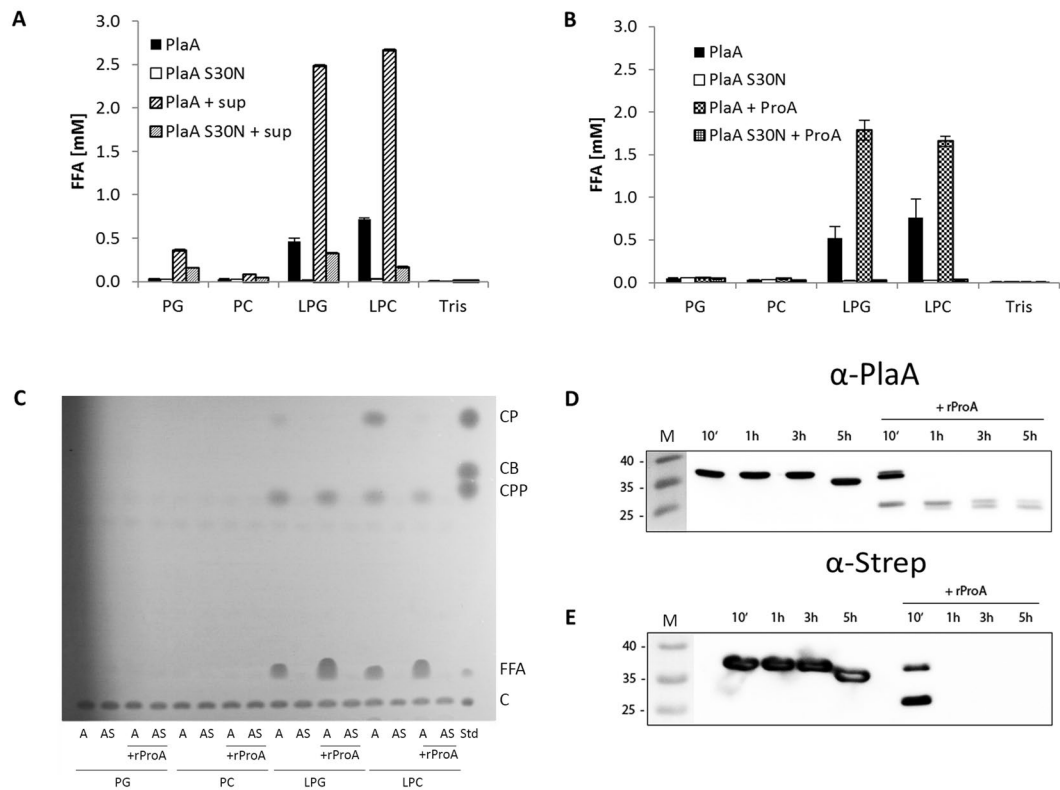 A
3.0
2.5
2.0
1.5
1.0
0.5
0.0
FFA [mM]
PlaA
PlaA S30N
PlaA + sup
PlaA S30N + sup
PG PC LPG LPC Tris
B
3.0
2.5
2.0
1.5
1.0
0.5
0.0
FFA [mM]
PlaA
PlaA S30N
PlaA + ProA
PlaA S30N + ProA
PG PC LPG LPC Tris
C
CP
CB
CPP
FFA
C
A AS A AS A AS A AS A AS A AS A AS A AS Std
+rProA +rProA +rProA +rProA
PG PC LPG LPC
α-PlaA
D
+ rProA
M 10' 1h 3h 5h 10' 1h 3h 5h
40 -
35 -
25 -
α-Strep
E
+ rProA
M 10' 1h 3h 5h 10' 1h 3h 5h
40 -
35 -
25 -